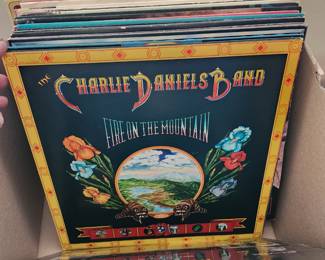 THE CHARLIE DANIELS BAND
FIRE ON THE MOUNTAIN